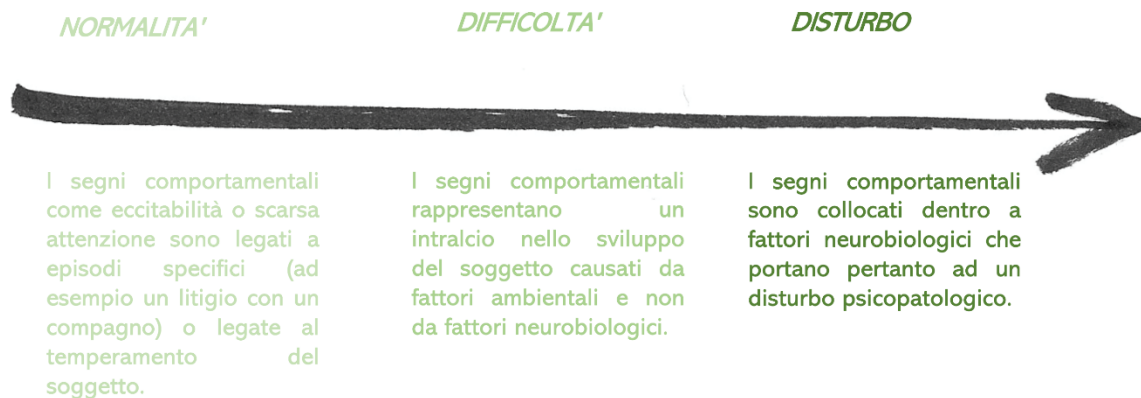 NORMALITA'
DIFFICOLTA'
DISTURBO
I segni comportamentali
come eccitabilità o scarsa
attenzione sono legati a
episodi specifici (ad
esempio un litigio con un
compagno) o legate al
temperamento del
soggetto.
I segni comportamentali
rappresentano un
intralcio nello sviluppo
del soggetto causati da
fattori ambientali e non
da fattori neurobiologici.
I segni comportamentali
sono collocati dentro a
fattori neurobiologici che
portano pertanto ad un
disturbo psicopatologico.